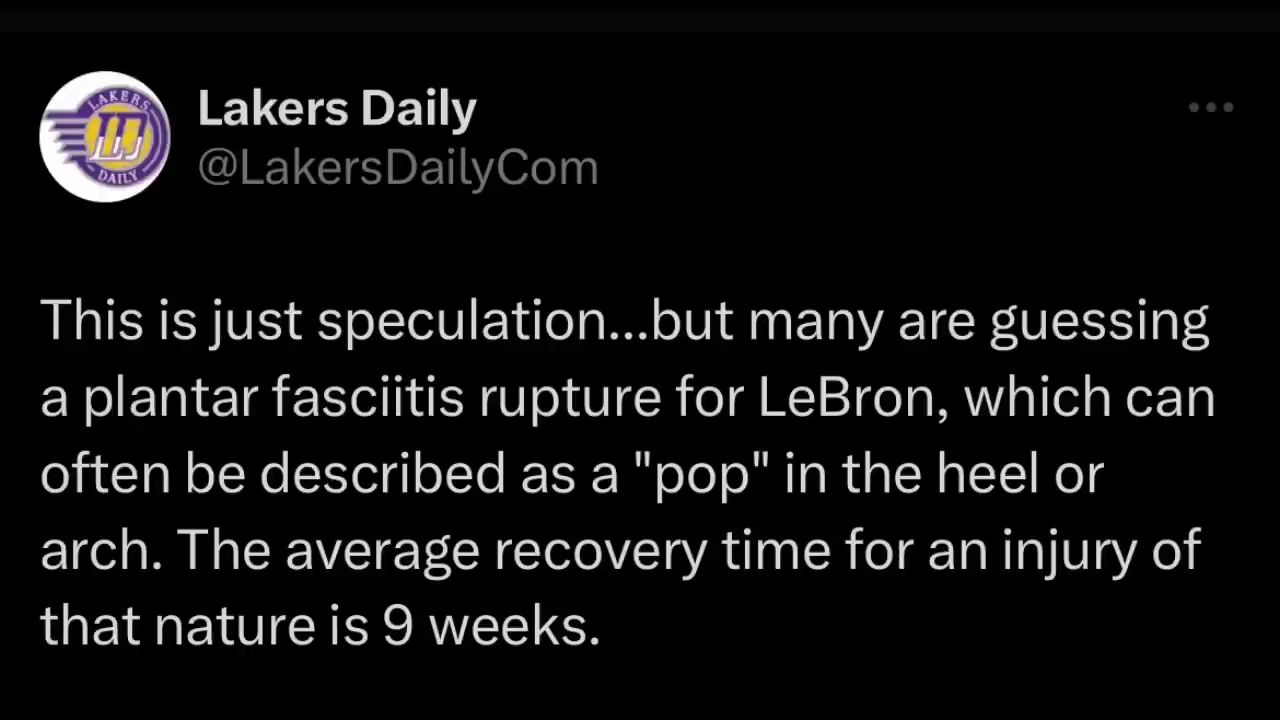 LAKERS
DAILY
Lakers Daily
@LakersDailyCom
This is just speculation...but many are guessing
a plantar fasciitis rupture for LeBron, which can
often be described as a "pop" in the heel or
arch. The average recovery time for an injury of
that nature is 9 weeks.